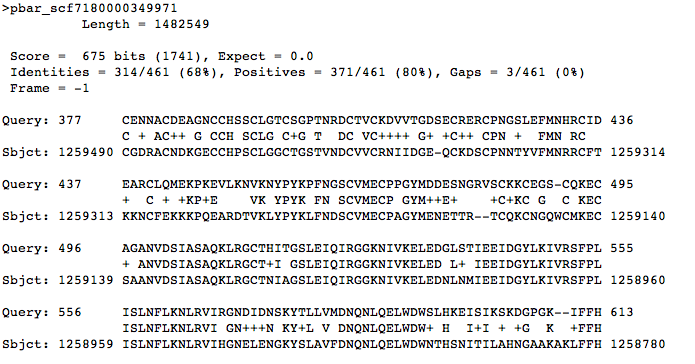 >pbar_scf7180000349971
Length = 1482549
Score = 675 bits (1741), Expect = 0.0
Identities = 314/461 (68%), Positives = 371/461 (80%), Gaps = 3/461 (0%)
Frame = -1
Query: 377 CENNACDEAGNCCHSSCLGTCSGPTNRDCTVCKDVVTGDSECRERCPNGSLEFMNHRCID 436
C + AC++ G CCH SCLG C+G T DC VC++++ G+ +C++ CPN + FMN RC
Sbjct: 1259490 CGDRACNDKGECCHPSCLGGCTGSTVNDCVVCRNIIDGE-QCKDSCPNNTYVFMNRRCFT 1259314
Query: 437 EARCLQMEKPKEVLKNVKNYPYKPFNGSCVMECPPGYMDDESNGRVSCKKCEGS-CQKEC 495
+ C + +KP+E VK YPYK FN SCVMECP GYM++E+ +C+KC G C KEC
Sbjct: 1259313 KKNCFEKKKPQEARDTVKLYPYKLFNDSCVMECPAGYMENETTR--TCQKCNGQWCMKEC 1259140
Query: 496 AGANVDSIASAQKLRGCTHITGSLEIQIRGGKNIVKELEDGLSTIEEIDGYLKIVRSFPL 555
+ ANVDSIASAQKLRGCT+I GSLEIQIRGGKNIVKELED L+ IEEIDGYLKIVRSFPL
Sbjct: 1259139 SAANVDSIASAQKLRGCTNIAGSLEIQIRGGKNIVKELEDNLNMIEEIDGYLKIVRSFPL 1258960
Query: 556 ISLNFLKNLRVIRGNDIDNSKYTLLVMDNQNLQELWDWSLHKEISIKSKDGPGK--IFFH 613
ISLNFLKNLRVI GN+++N KY+L V DNQNLQELWDW+ H I+I + +G K +FFH
Sbjct: 1258959 ISLNFLKNLRVIHGNELENGKYSLAVFDNQNLQELWDWNTHSNITILAHNGAAKAKLFFH 1258780